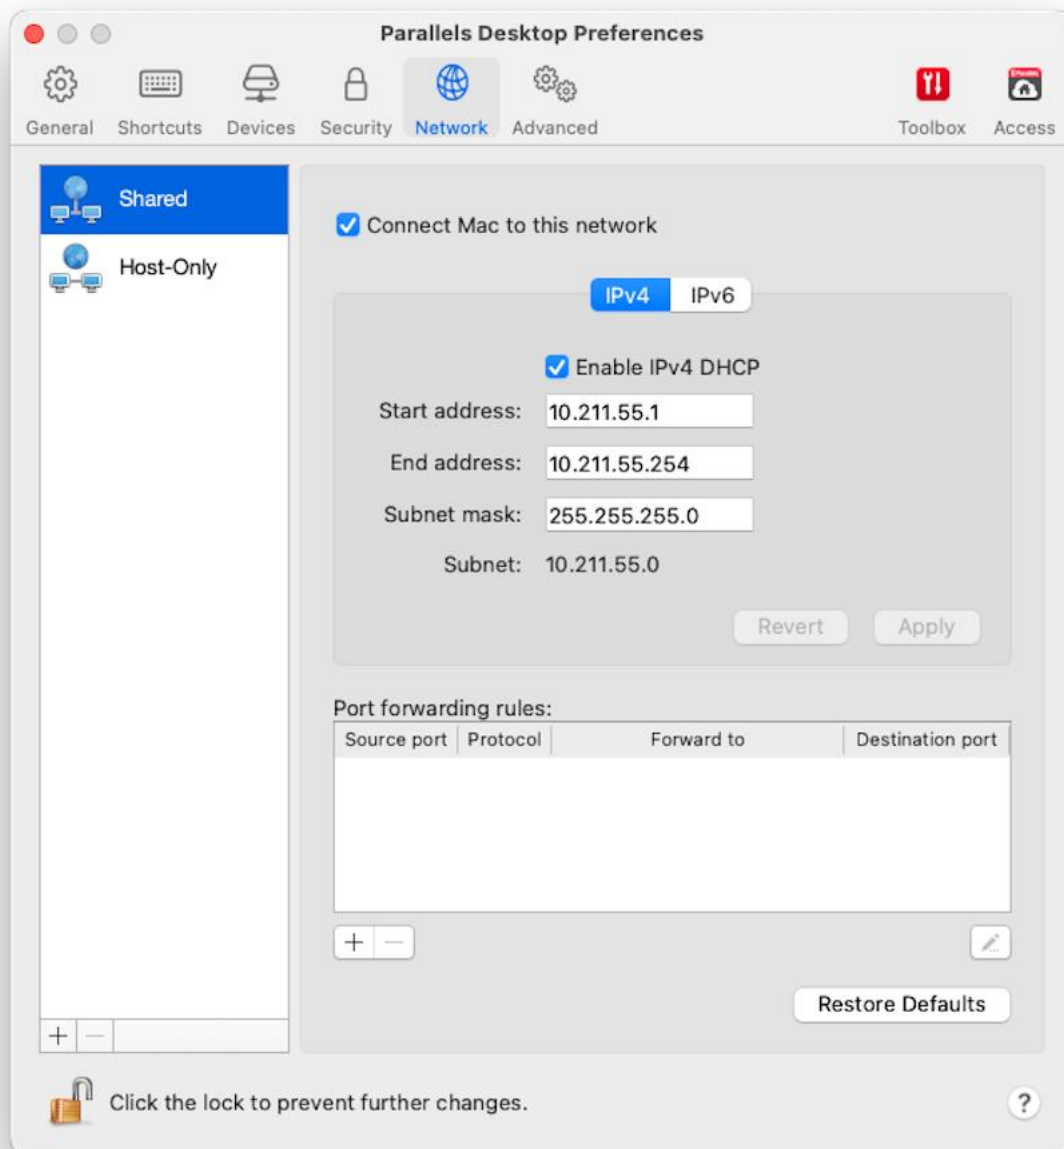 Parallels Desktop Preferences
General Shortcuts Devices Security Network Advanced Toolbox Access
Shared
Host-Only
Connect Mac to this network
IPv4 IPv6
Enable IPv4 DHCP
Start address: 10.211.55.1
End address: 10.211.55.254
Subnet mask: 255.255.255.0
Subnet: 10.211.55.0
Revert Apply
Port forwarding rules:
Source port Protocol Forward to Destination port
Restore Defaults
Click the lock to prevent further changes.